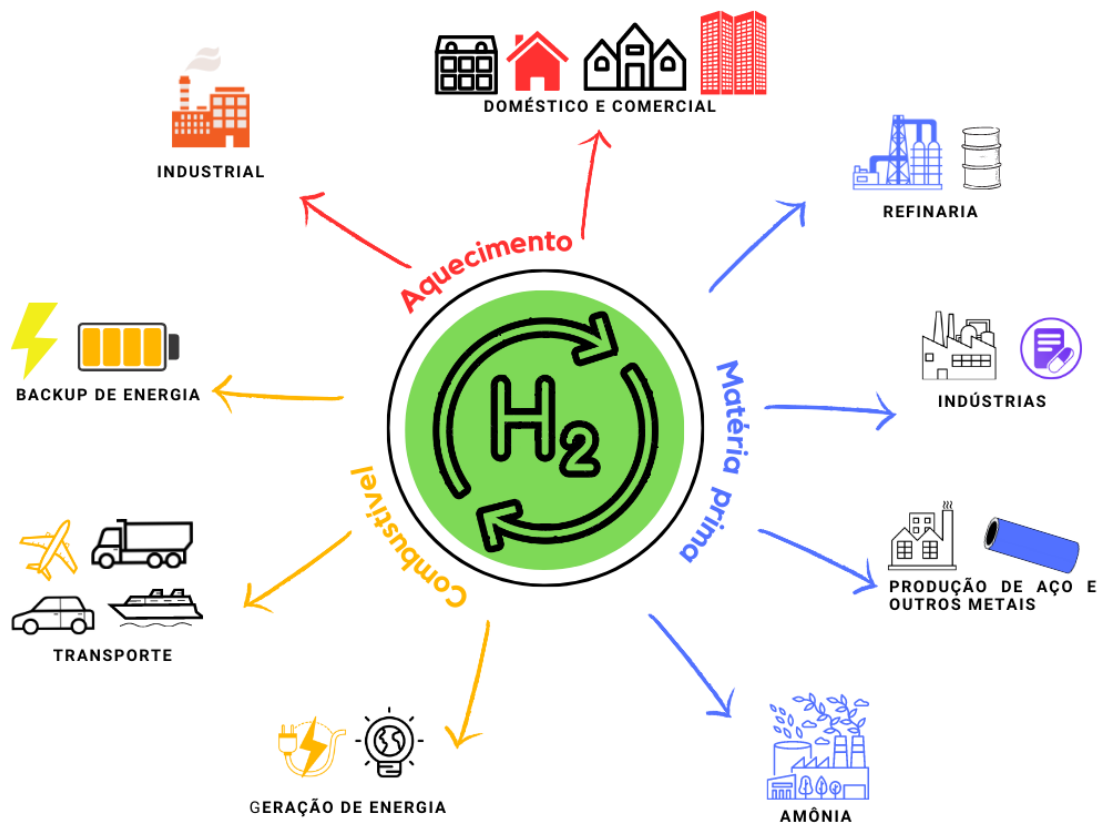 DOMÉSTICO E COMERCIAL
INDUSTRIAL
REFINARIA
Aquecimento
H2
Matéria prima
Combustível
BACKUP DE ENERGIA
INDÚSTRIAS
TRANSPORTE
PRODUÇÃO DE AÇO E
OUTROS METAIS
GERAÇÃO DE ENERGIA
AMÔNIA